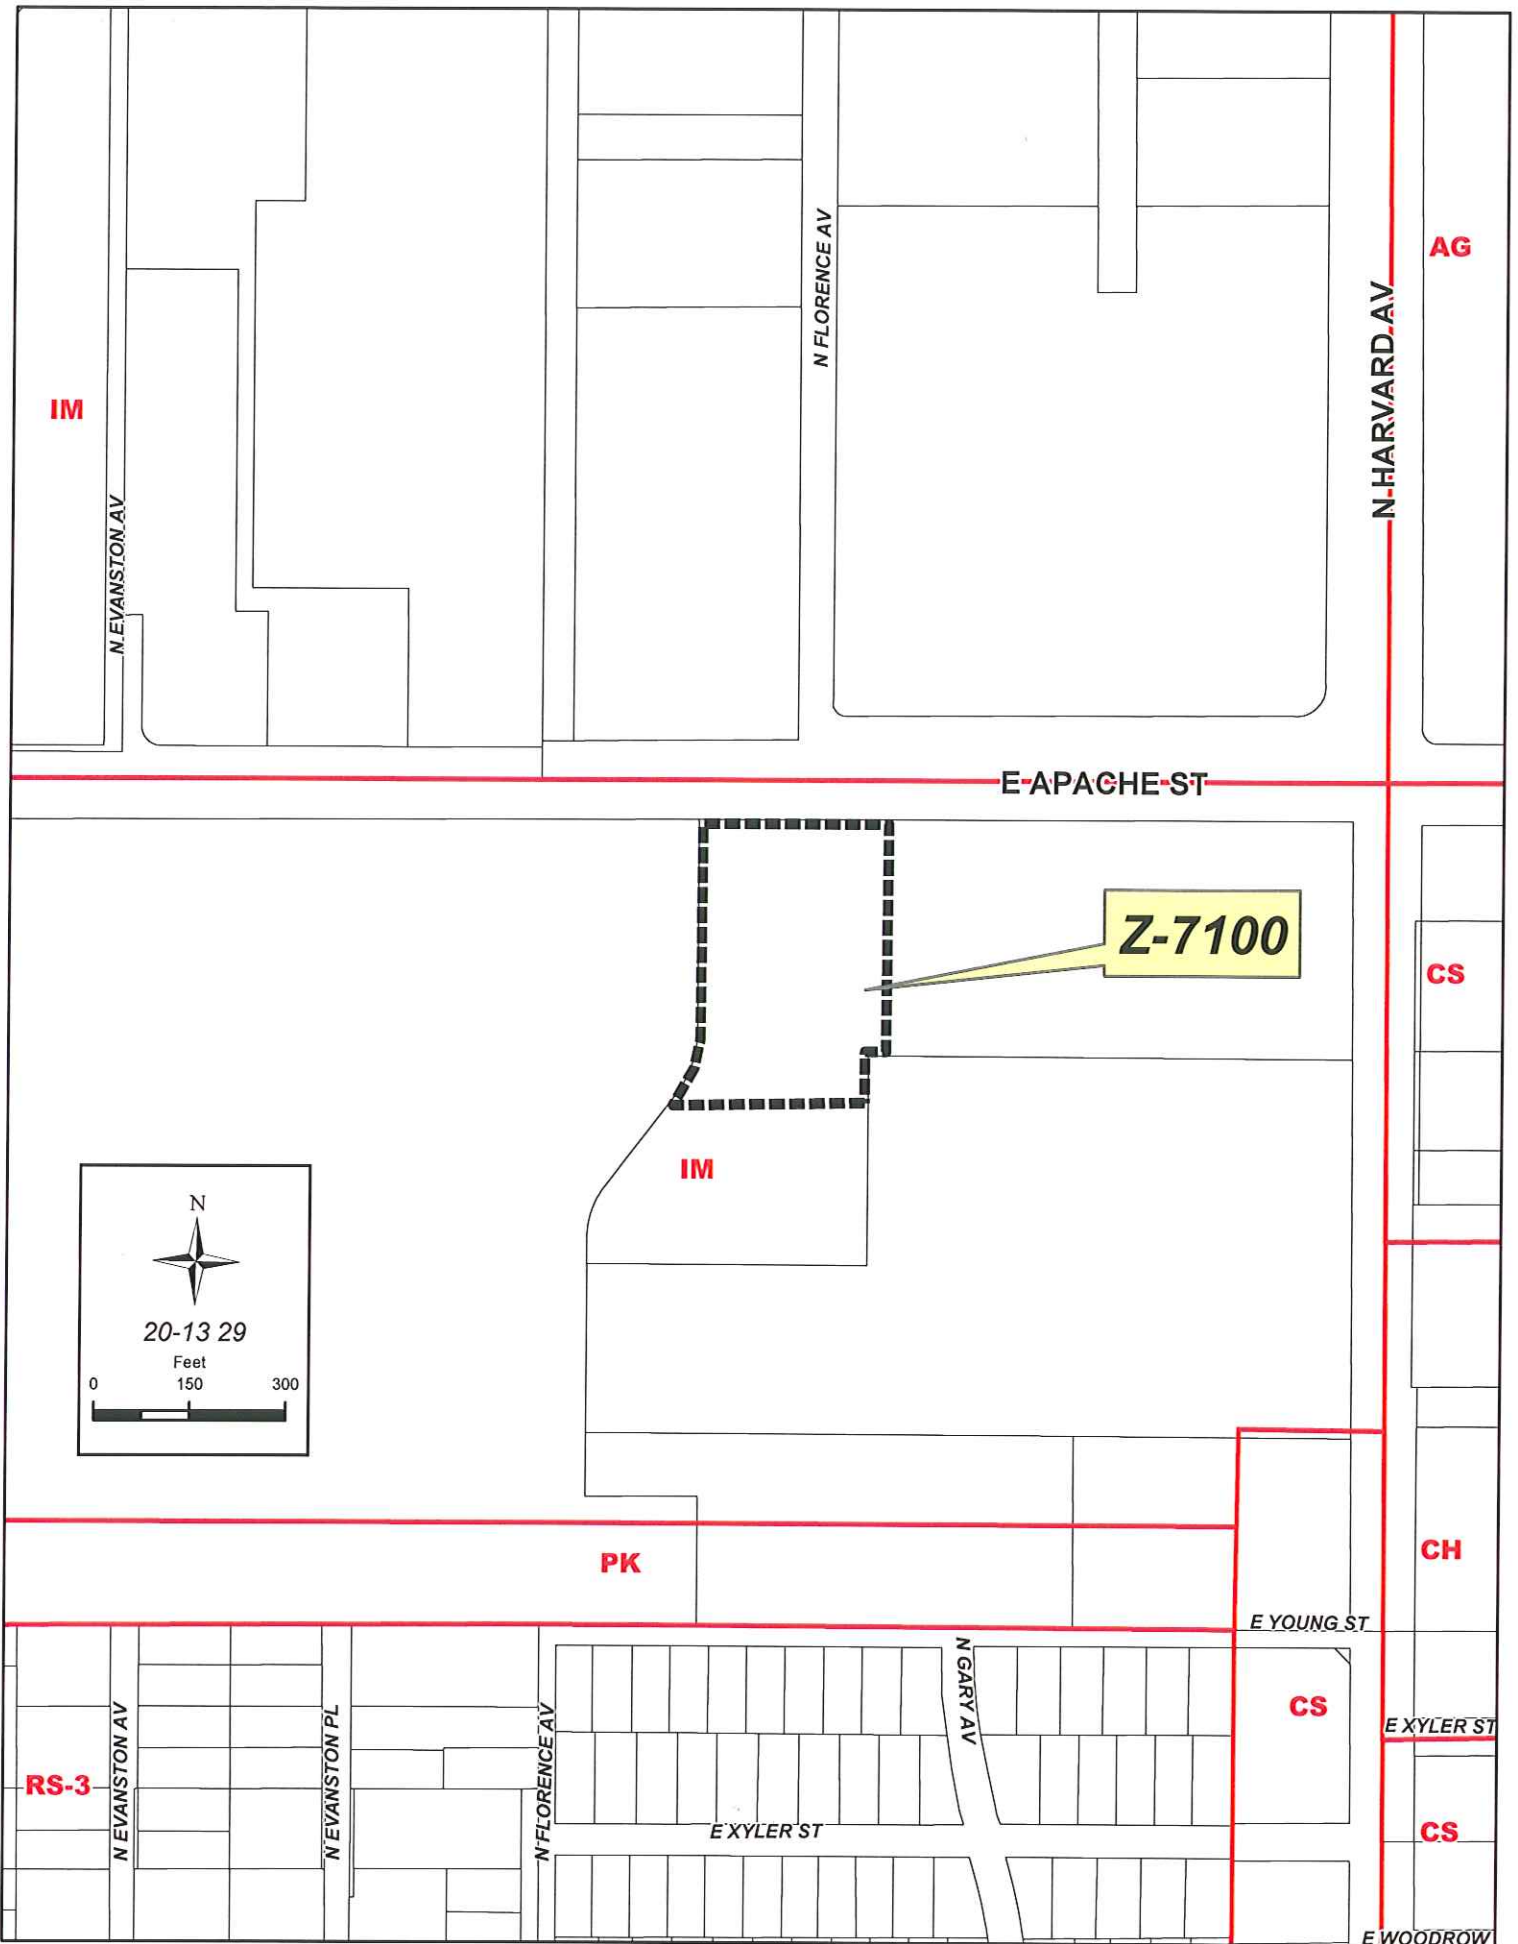 AG
N FLORENCE AV
N HARVARD AV
IM
N EVANSTON AV
E APACHE ST
Z-7100
CS
IM
N
20-13 29
Feet
0 150 300
PK
CH
E YOUNG ST
N GARY AV
CS
E XYLER ST
N EVANSTON AV
N EVANSTON PL
N FLORENCE AV
RS-3
E XYLER ST
CS
E WOODROW